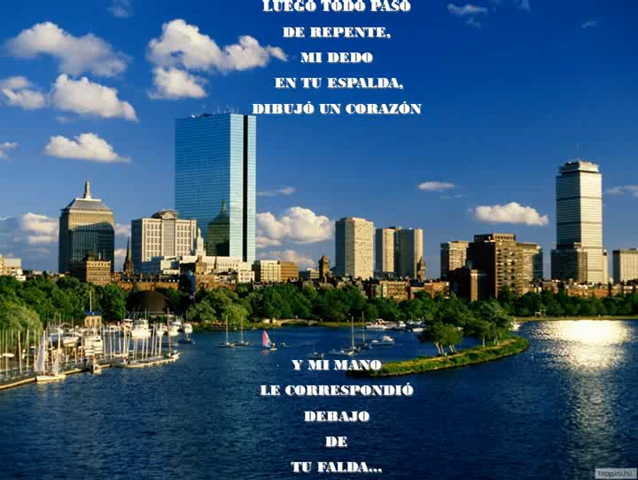 LUEGO TODO PASÓ
DE REPENTE,
MI DEDO
EN TU ESPALDA,
DIBUJÓ UN CORAZÓN
Y MI MANO
LE CORRESPONDIÓ
DEBAJO
DE
TU FALDA...